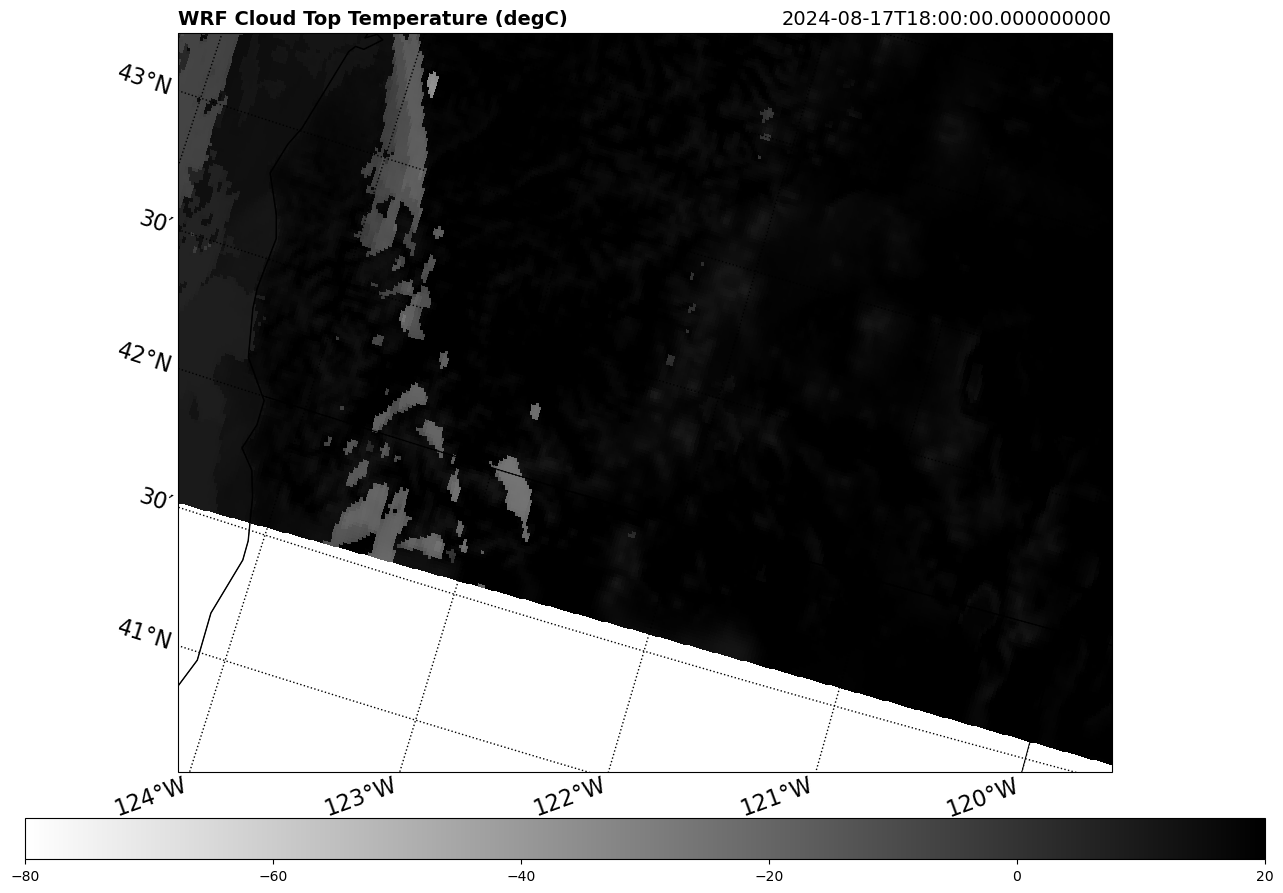 WRF Cloud Top Temperature (degC) 2024-08-17T18:00:00.000000000
43°N
30′
42°N
30′
41°N
124°W 123°W 122°W 121°W 120°W
−80 −60 −40 −20 0 20